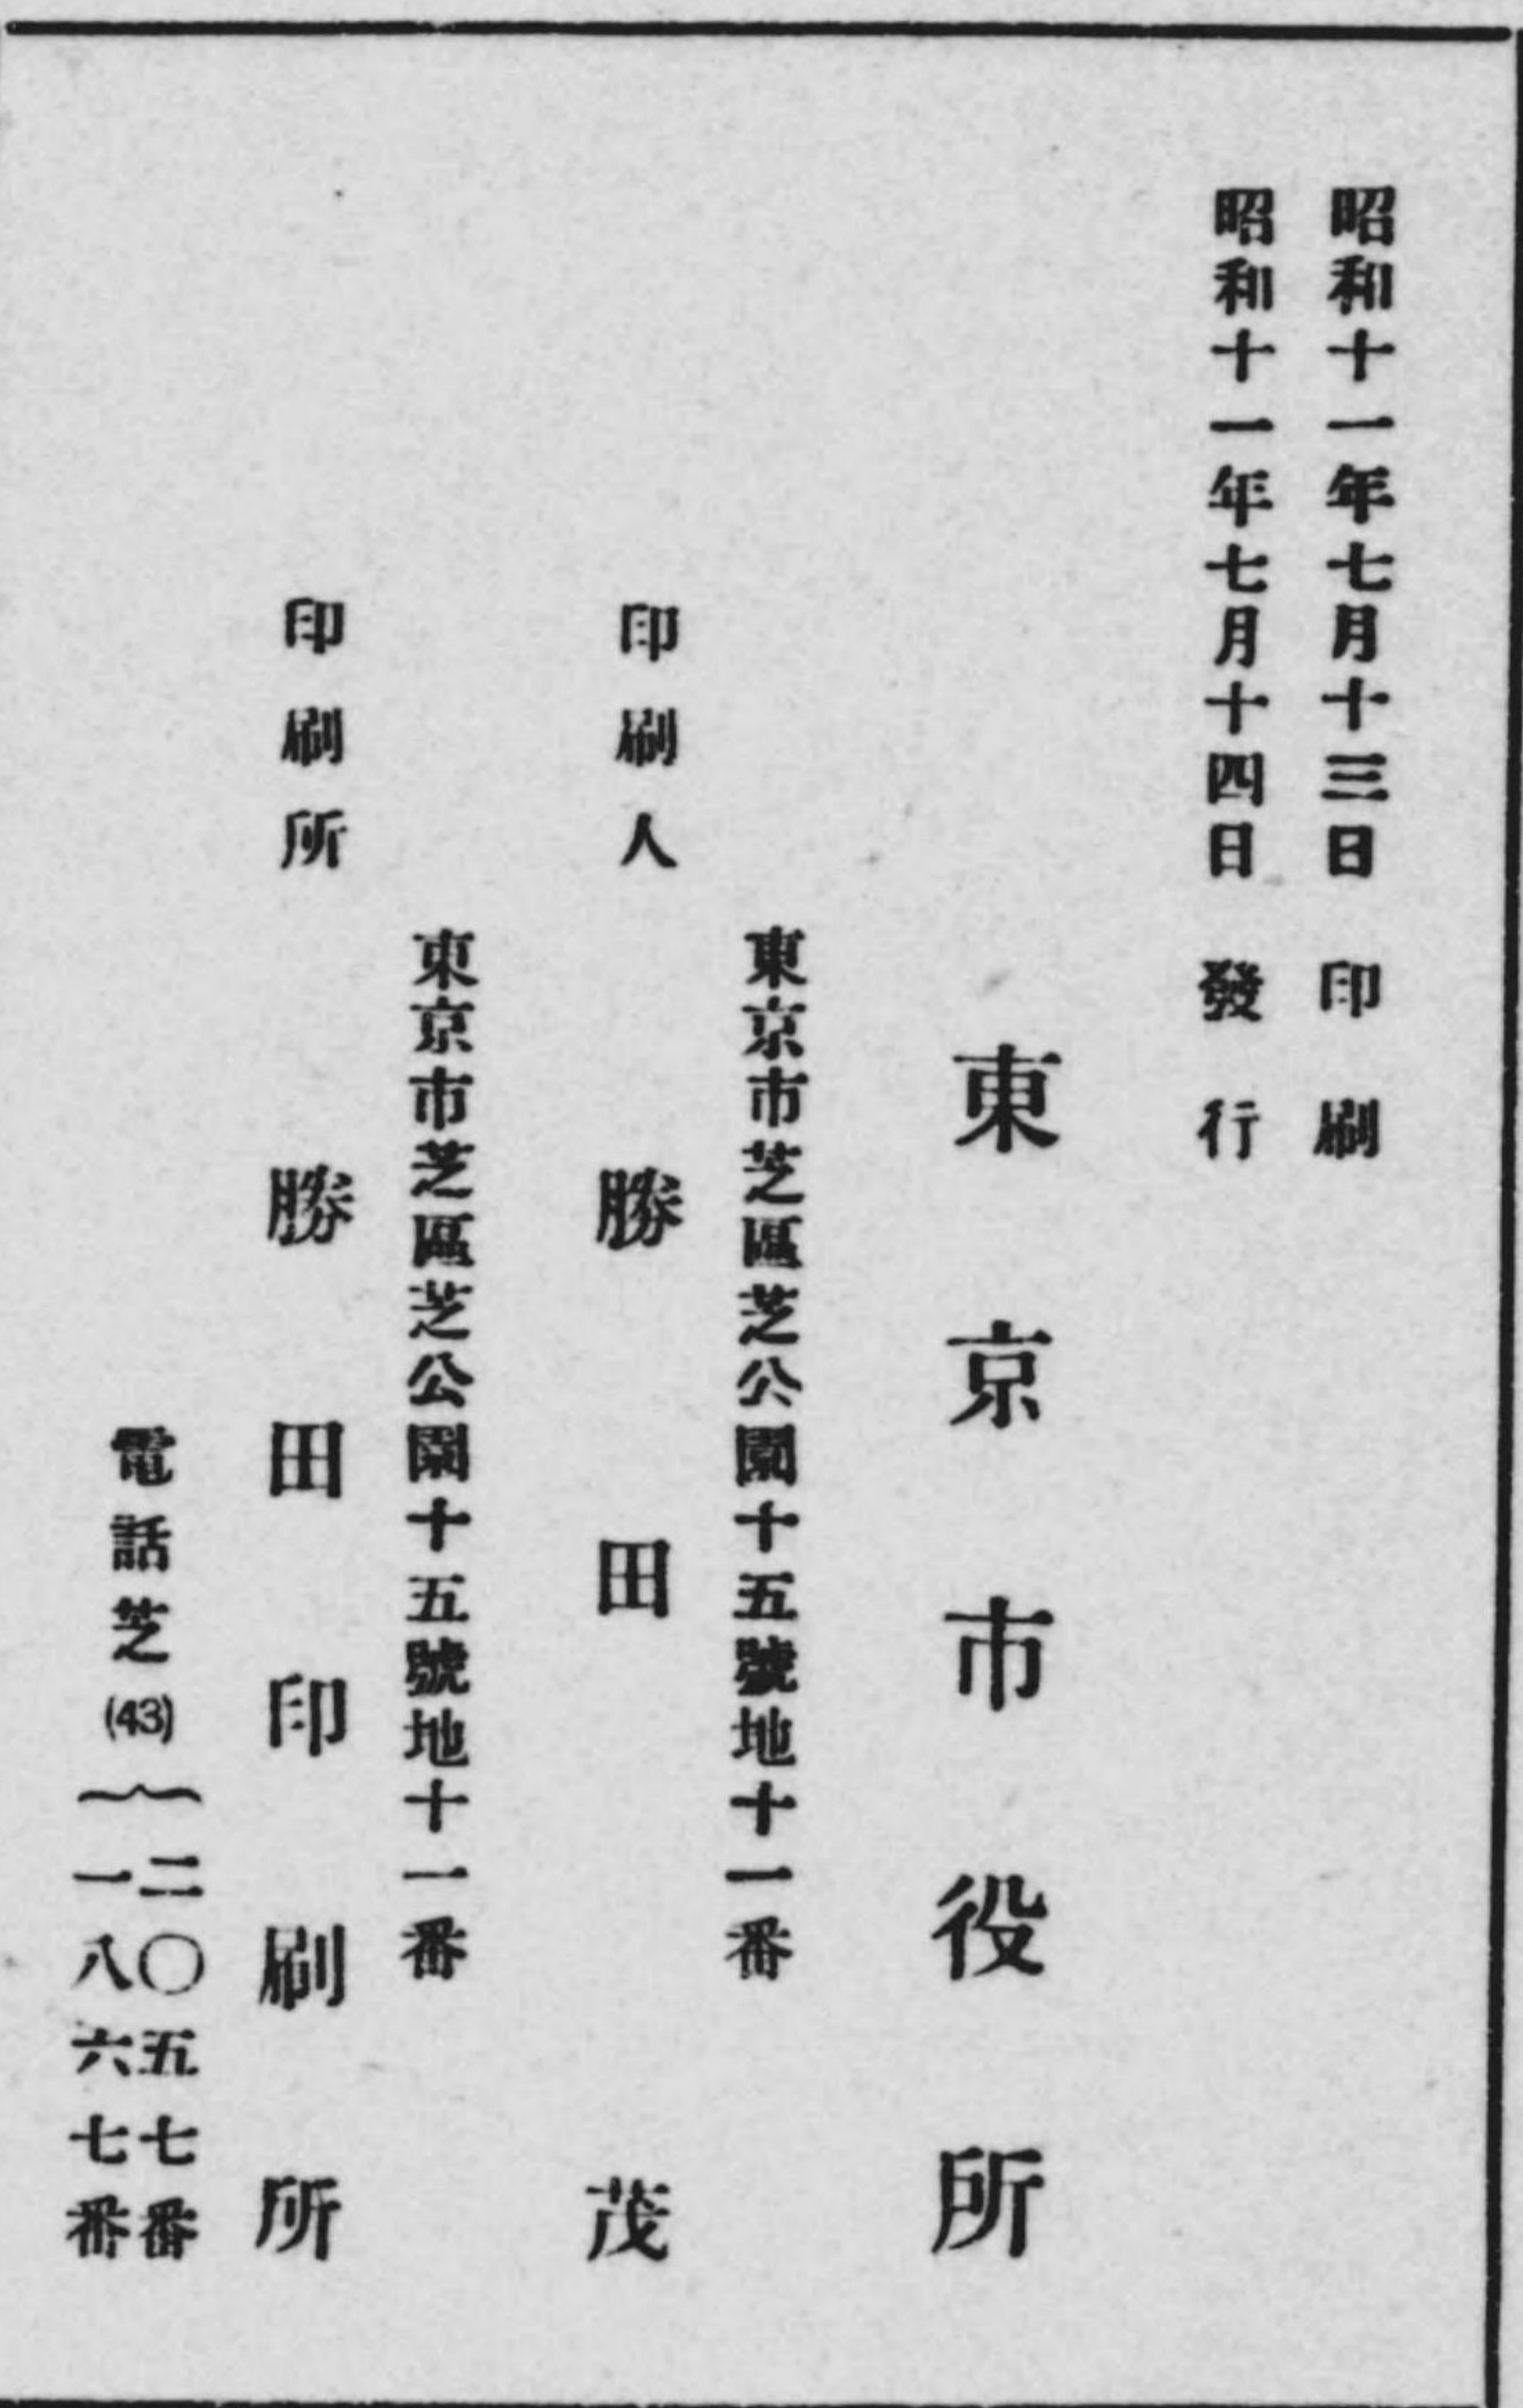 昭和十一年七月十三日 印刷
昭和十一年七月十四日 發行
東京市役所
東京市芝區芝公園十五號地十一番
印刷人 勝田茂
東京市芝區芝公園十五號地十一番
印刷所 勝田印刷所
電話芝(43){二〇五七番
一八六七番